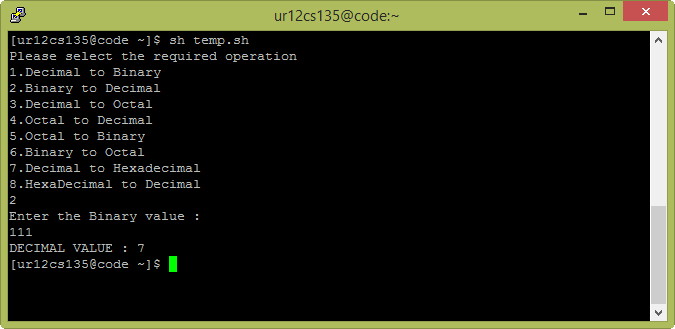 ur12cs135@code:~
[ur12cs135@code ~]$ sh temp.sh
Please select the required operation
1.Decimal to Binary
2.Binary to Decimal
3.Decimal to Octal
4.Octal to Decimal
5.Octal to Binary
6.Binary to Octal
7.Decimal to Hexadecimal
8.HexaDecimal to Decimal
2
Enter the Binary value :
111
DECIMAL VALUE : 7
[ur12cs135@code ~]$